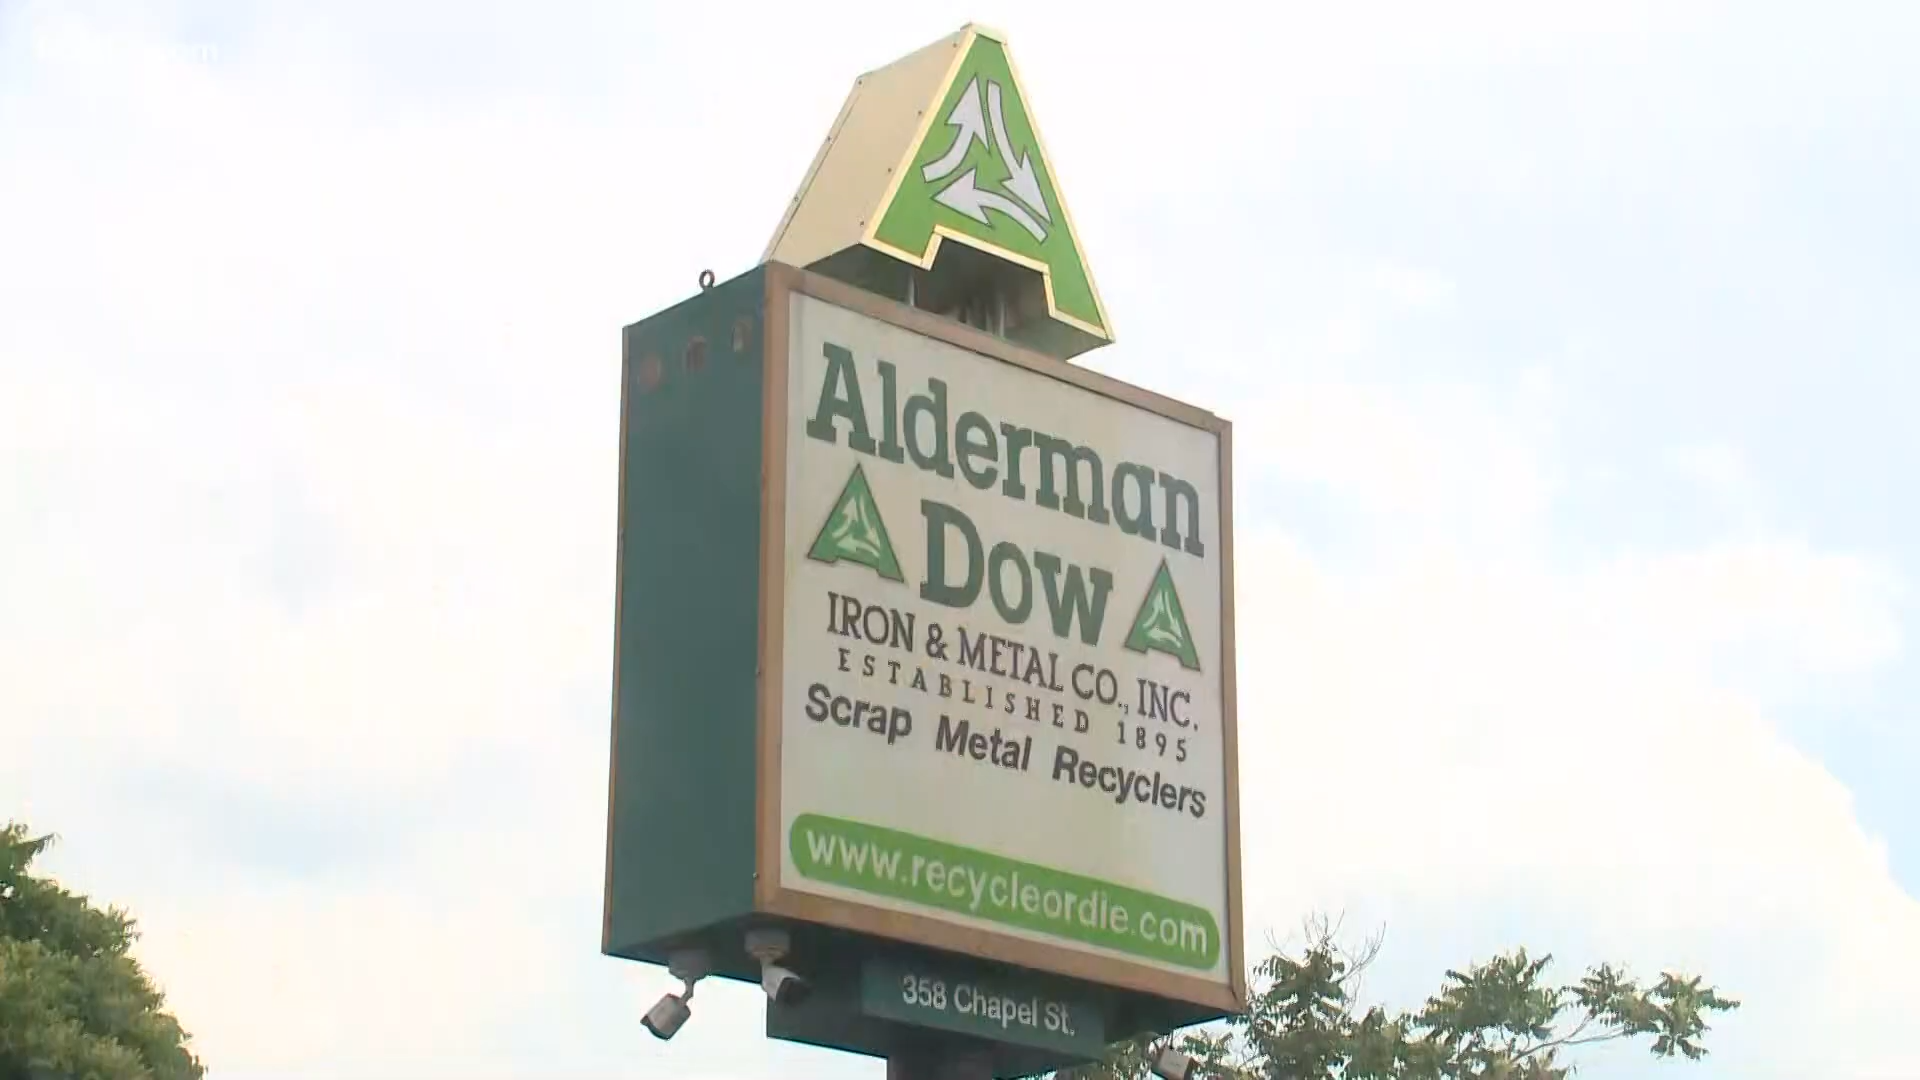 Alderman
Dow
IRON & METAL CO., INC.
ESTABLISHED 1895
Scrap Metal Recyclers
www.recycleordie.com
358 Chapel St.